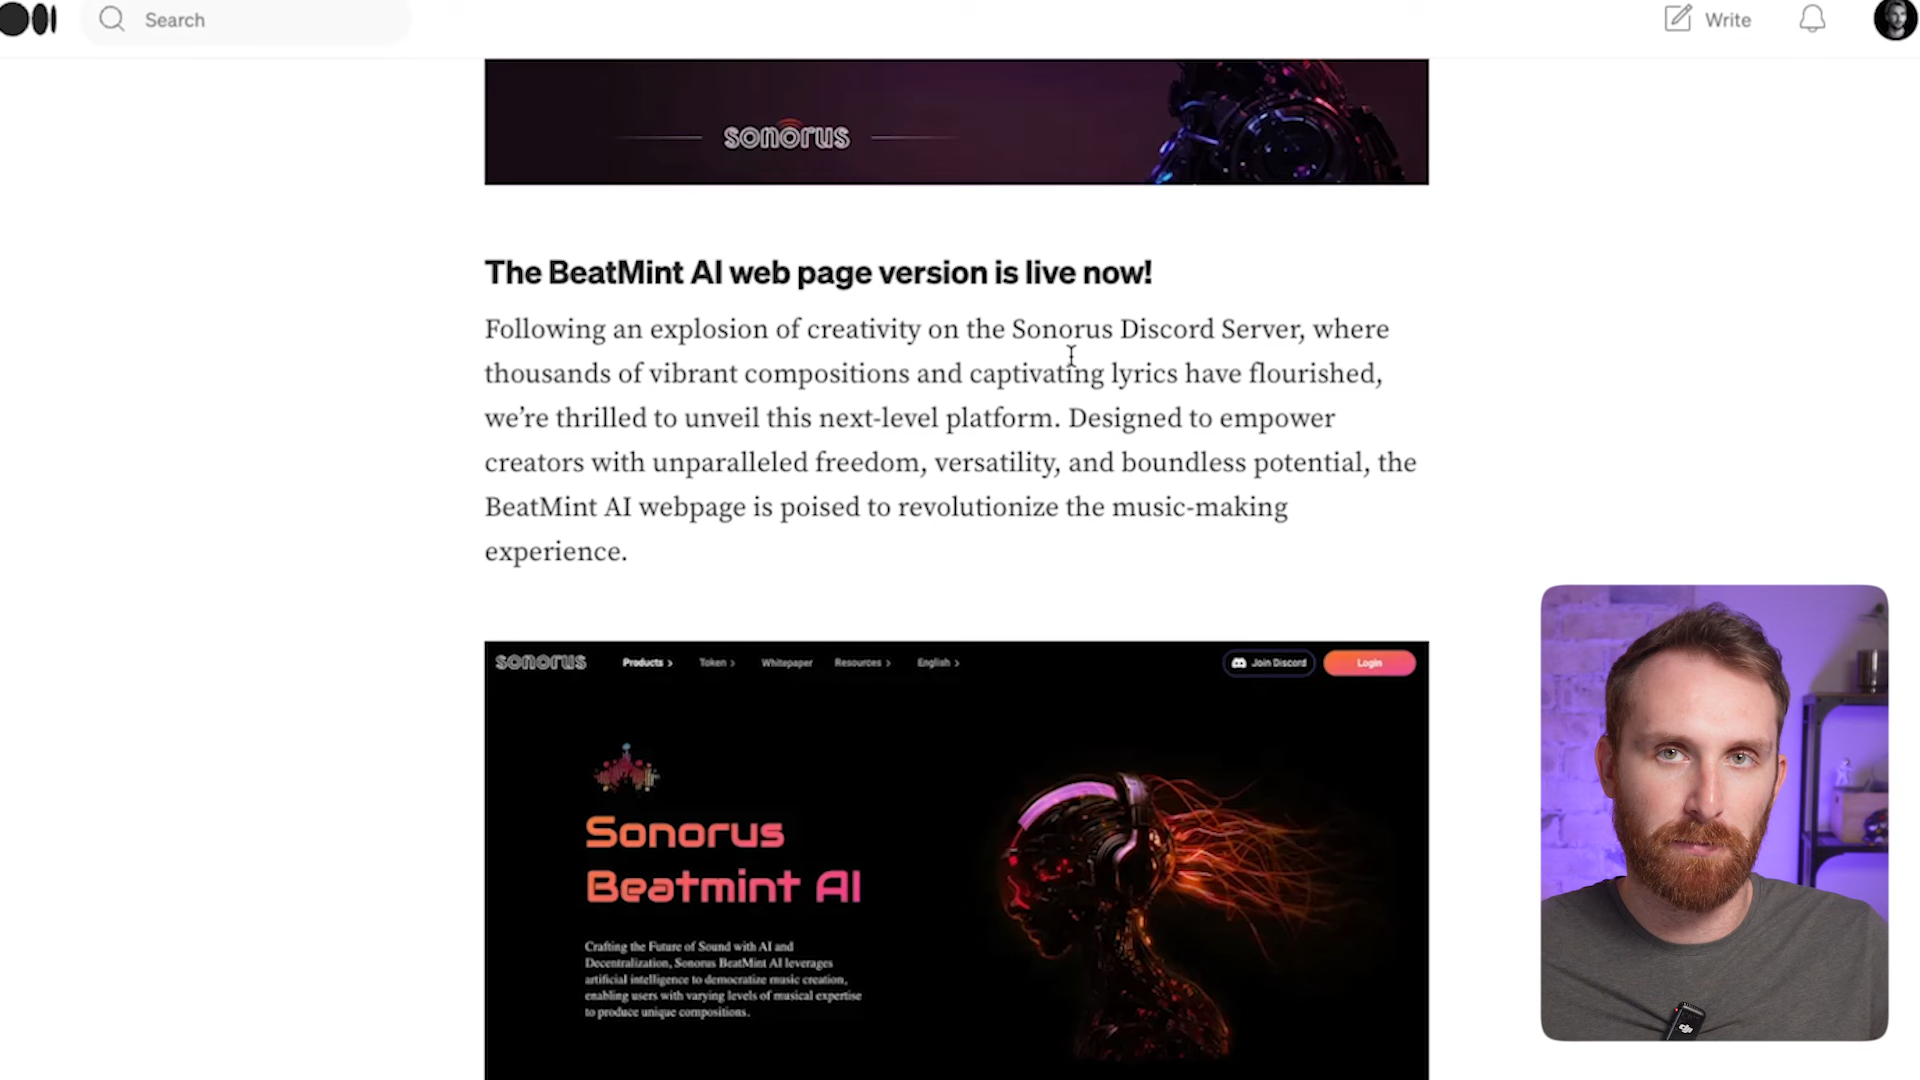 Search
Write
sonorus
The BeatMint AI web page version is live now!
Following an explosion of creativity on the Sonorus Discord Server, where
thousands of vibrant compositions and captivating lyrics have flourished,
we’re thrilled to unveil this next-level platform. Designed to empower
creators with unparalleled freedom, versatility, and boundless potential, the
BeatMint AI webpage is poised to revolutionize the music-making
experience.
sonorus Products Token Whitepaper Resources English Join Discord Login
Sonorus
Beatmint AI
Crafting the Future of Sound with AI and
Decentralization, Sonorus BeatMint AI leverages
artificial intelligence to democratize music creation,
enabling users with varying levels of musical expertise
to produce unique compositions.
dji